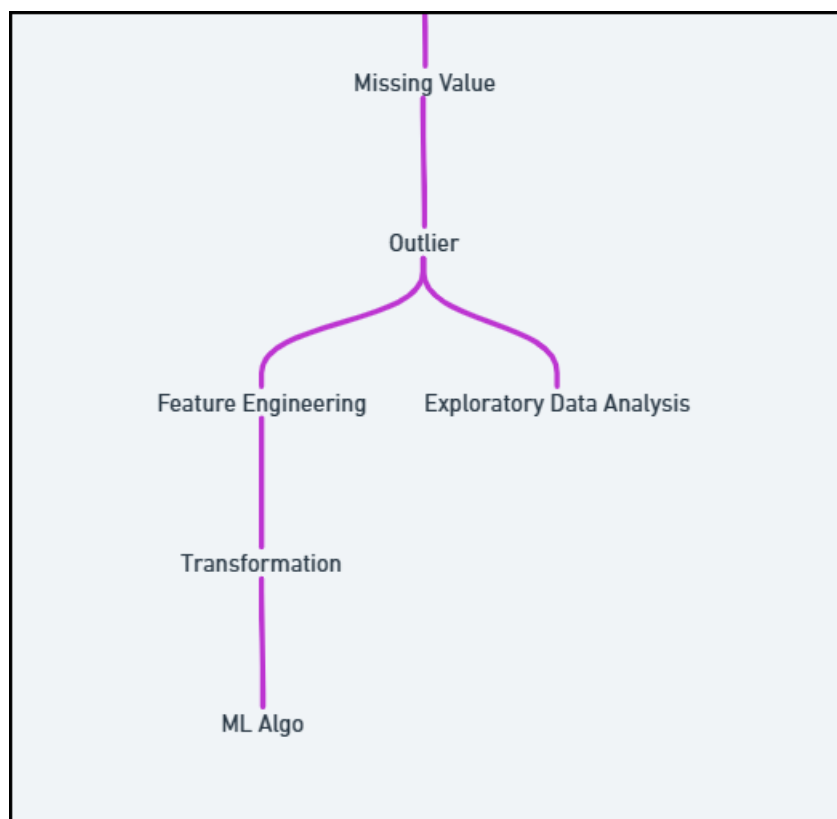 Missing Value
Outlier
Feature Engineering
Exploratory Data Analysis
Transformation
ML Algo